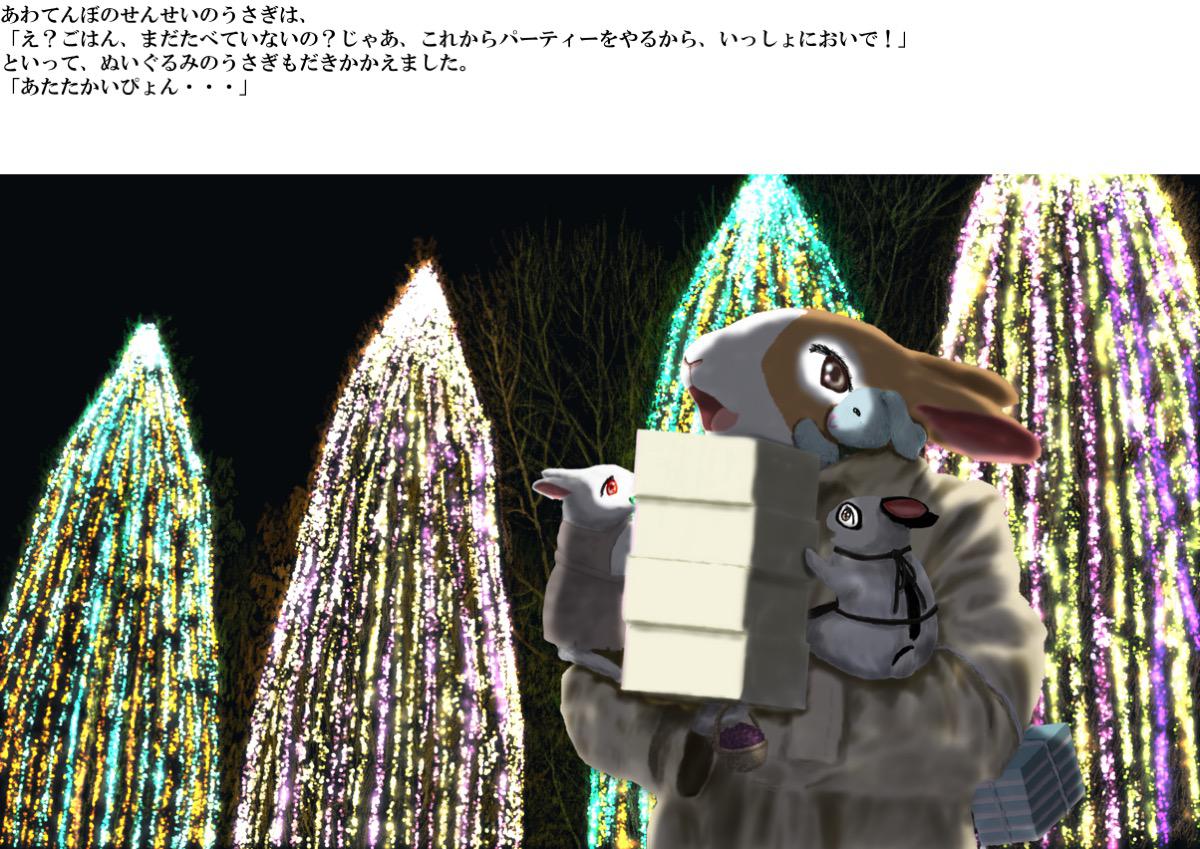 あわてんぼのせんせいのうさぎは、
「え？ごはん、まだたべていないの？じゃあ、これからパーティーをやるから、いっしょにおいで！」
といって、ぬいぐるみのうさぎもだきかかえました。
「あたたかいぴょん・・・」